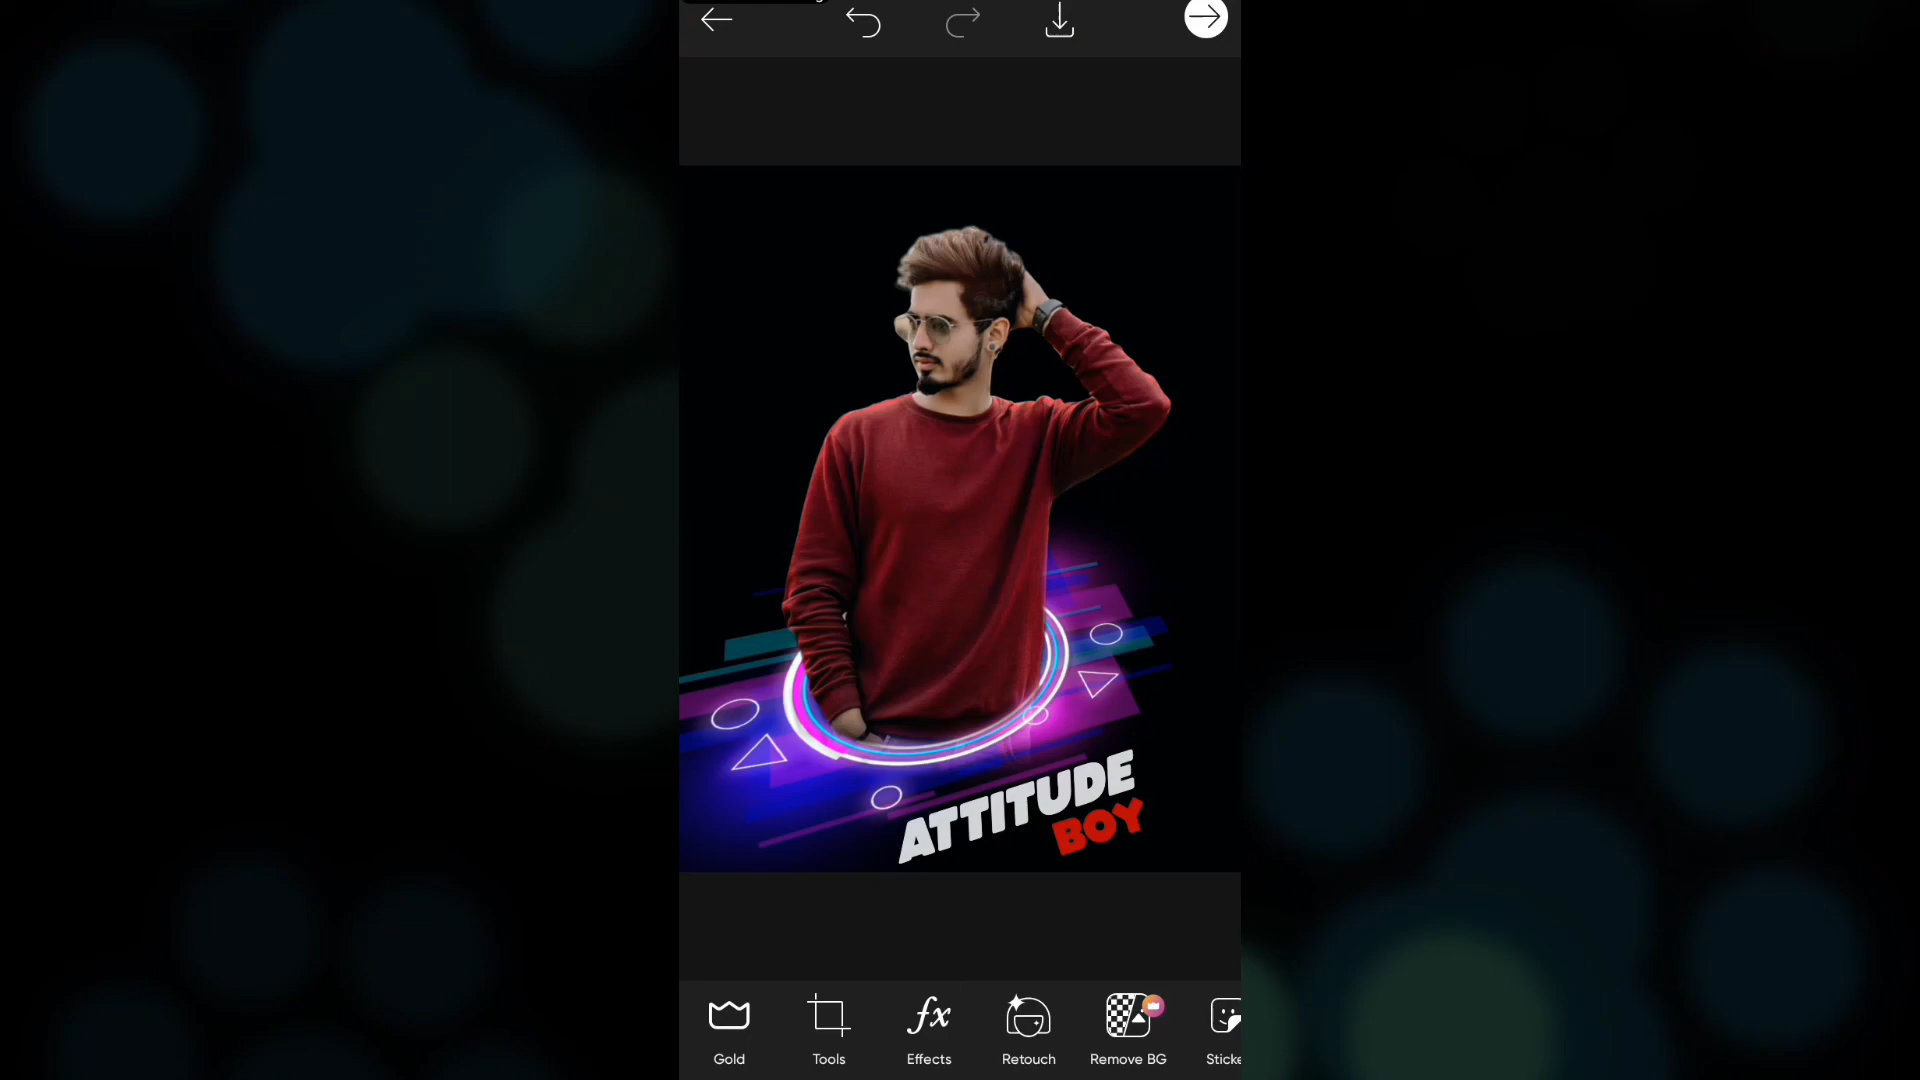 ATTITUDE
BOY
Gold
Tools
Effects
Retouch
Remove BG
Sticke